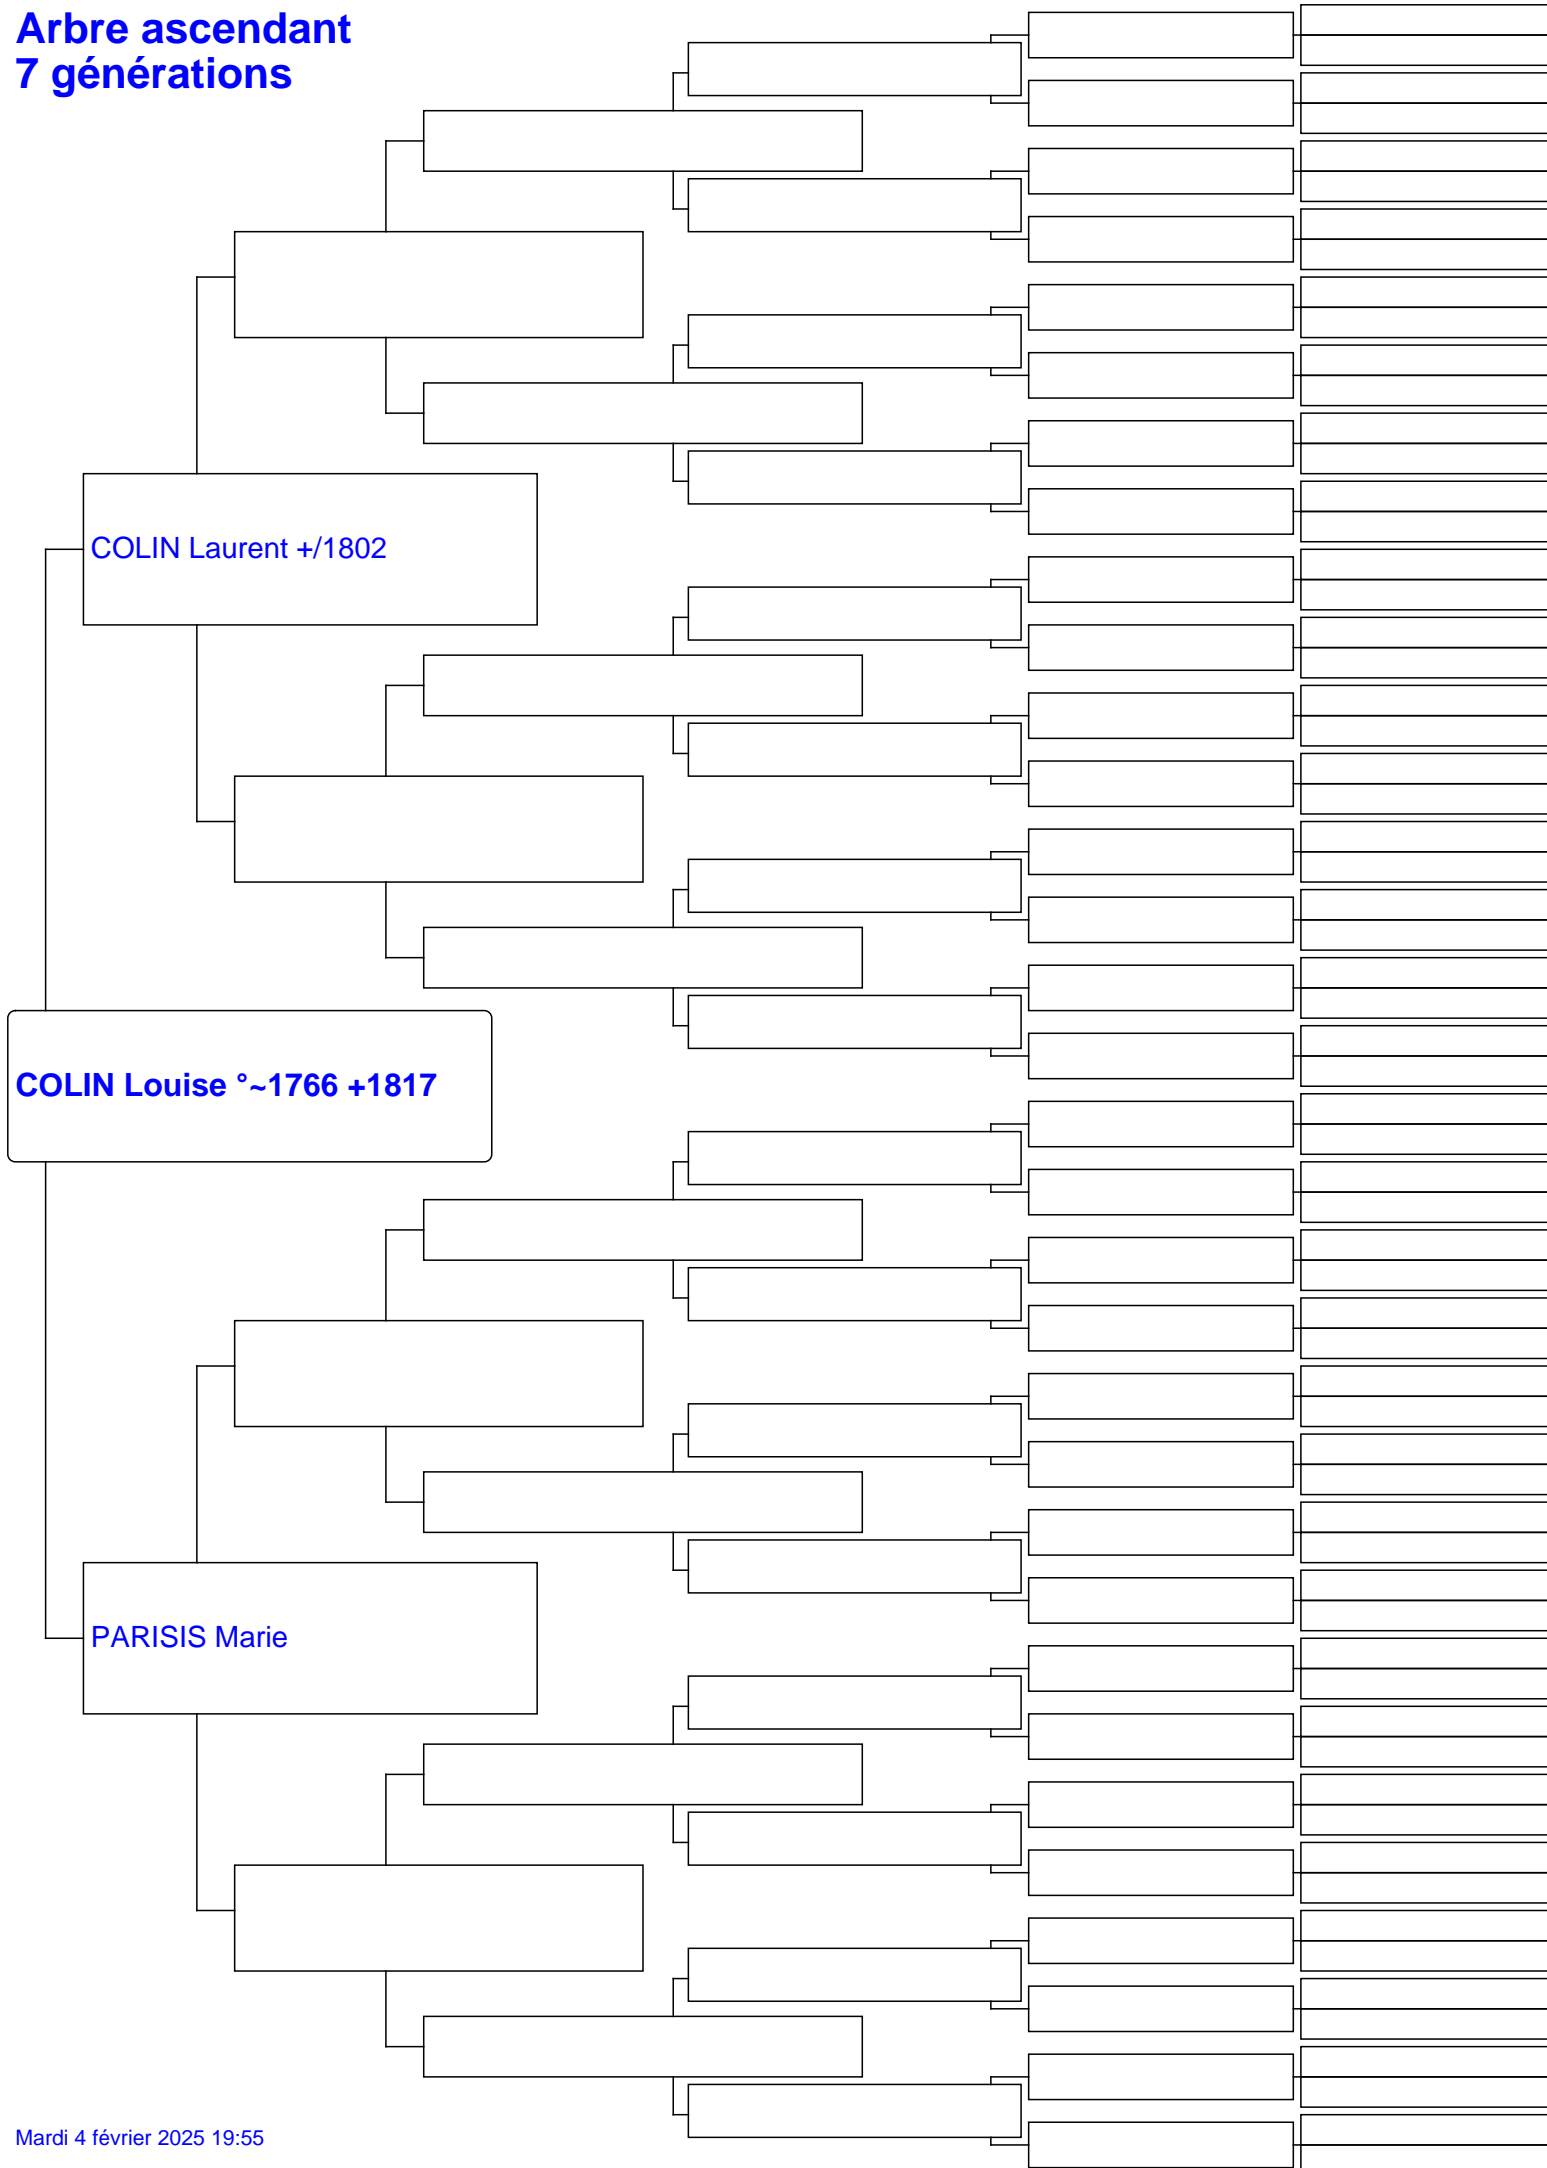 Arbre ascendant
7 générations
COLIN Laurent +/1802
COLIN Louise °~1766 +1817
PARISIS Marie
Mardi 4 février 2025 19:55